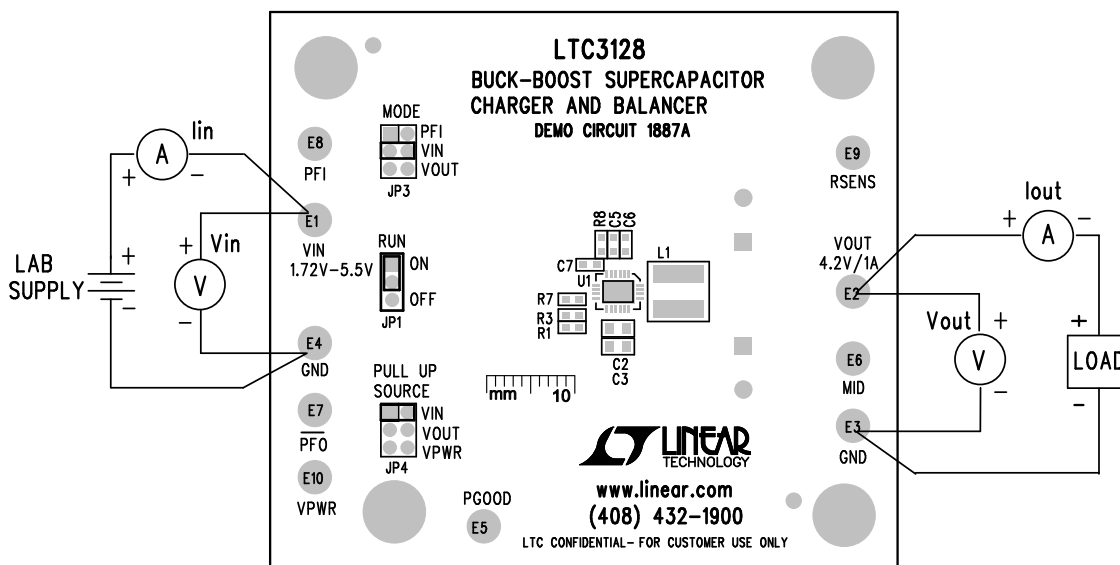 LTC3128
BUCK-BOOST SUPERCAPACITOR
CHARGER AND BALANCER
DEMO CIRCUIT 1887A
MODE
PFI
VIN
VOUT
JP3
E8
PFI
Iin
A
+
-
E1
VIN
1.72V-5.5V
Vin
+
V
-
LAB
SUPPLY
+
-
RUN
ON
OFF
JP1
E4
GND
PULL UP
SOURCE
VIN
VOUT
VPWR
JP4
E7
PFO
E10
VPWR
PGOOD
E5
R8
C5
C6
C7
U1
L1
R7
R3
R1
C2
C3
mm 10
E9
RSENS
VOUT
4.2V/1A
E2
Iout
+
A
-
Vout
+
V
-
E6
MID
E3
GND
+
LOAD
-
LINEAR
TECHNOLOGY
www.linear.com
(408) 432-1900
LTC CONFIDENTIAL- FOR CUSTOMER USE ONLY